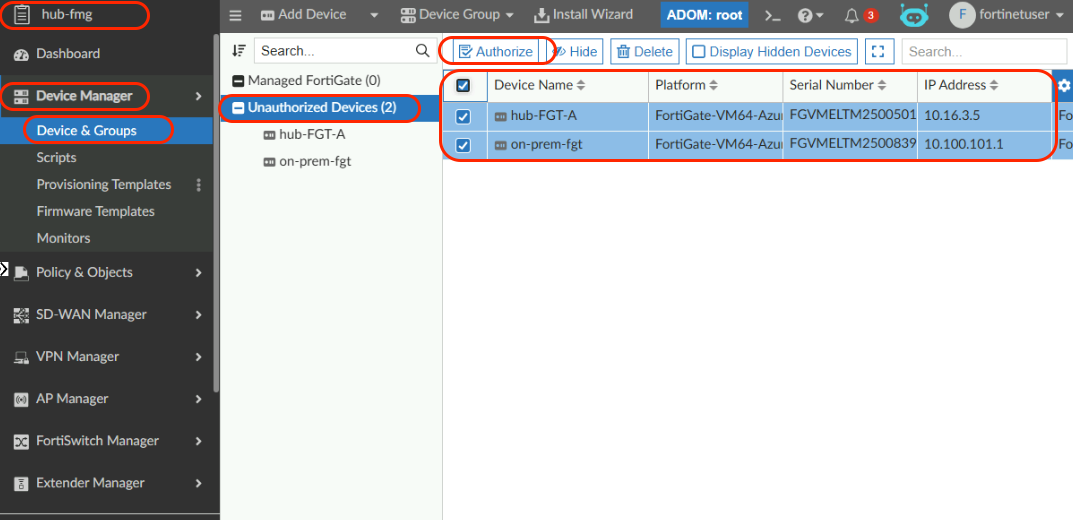 hub-fmg
Add Device
Device Group
Install Wizard
ADOM: root
3
F
fortinetuser
Dashboard
Device Manager
Device & Groups
Scripts
Provisioning Templates
Firmware Templates
Monitors
Policy & Objects
SD-WAN Manager
VPN Manager
AP Manager
FortiSwitch Manager
Extender Manager
Search...
Managed FortiGate (0)
Unauthorized Devices (2)
hub-FGT-A
on-prem-fgt
Authorize
Hide
Delete
Display Hidden Devices
Search...
Device Name Platform Serial Number IP Address
hub-FGT-A FortiGate-VM64-Azu FGVMELTM2500501 10.16.3.5 Fo
on-prem-fgt FortiGate-VM64-Azu FGVMELTM2500839 10.100.101.1 Fo